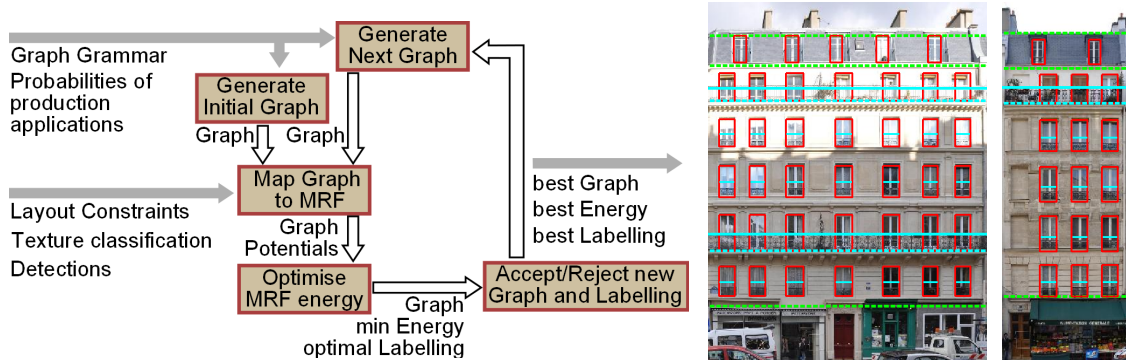 Graph Grammar
Probabilities of
production
applications
Generate
Next Graph
Generate
Initial Graph
Graph
Graph
Map Graph
to MRF
Layout Constraints
Texture classification
Detections
Graph
Potentials
Optimise
MRF energy
Graph
min Energy
optimal Labelling
Accept/Reject new
Graph and Labelling
best Graph
best Energy
best Labelling
ALIMENTATION GENERALE